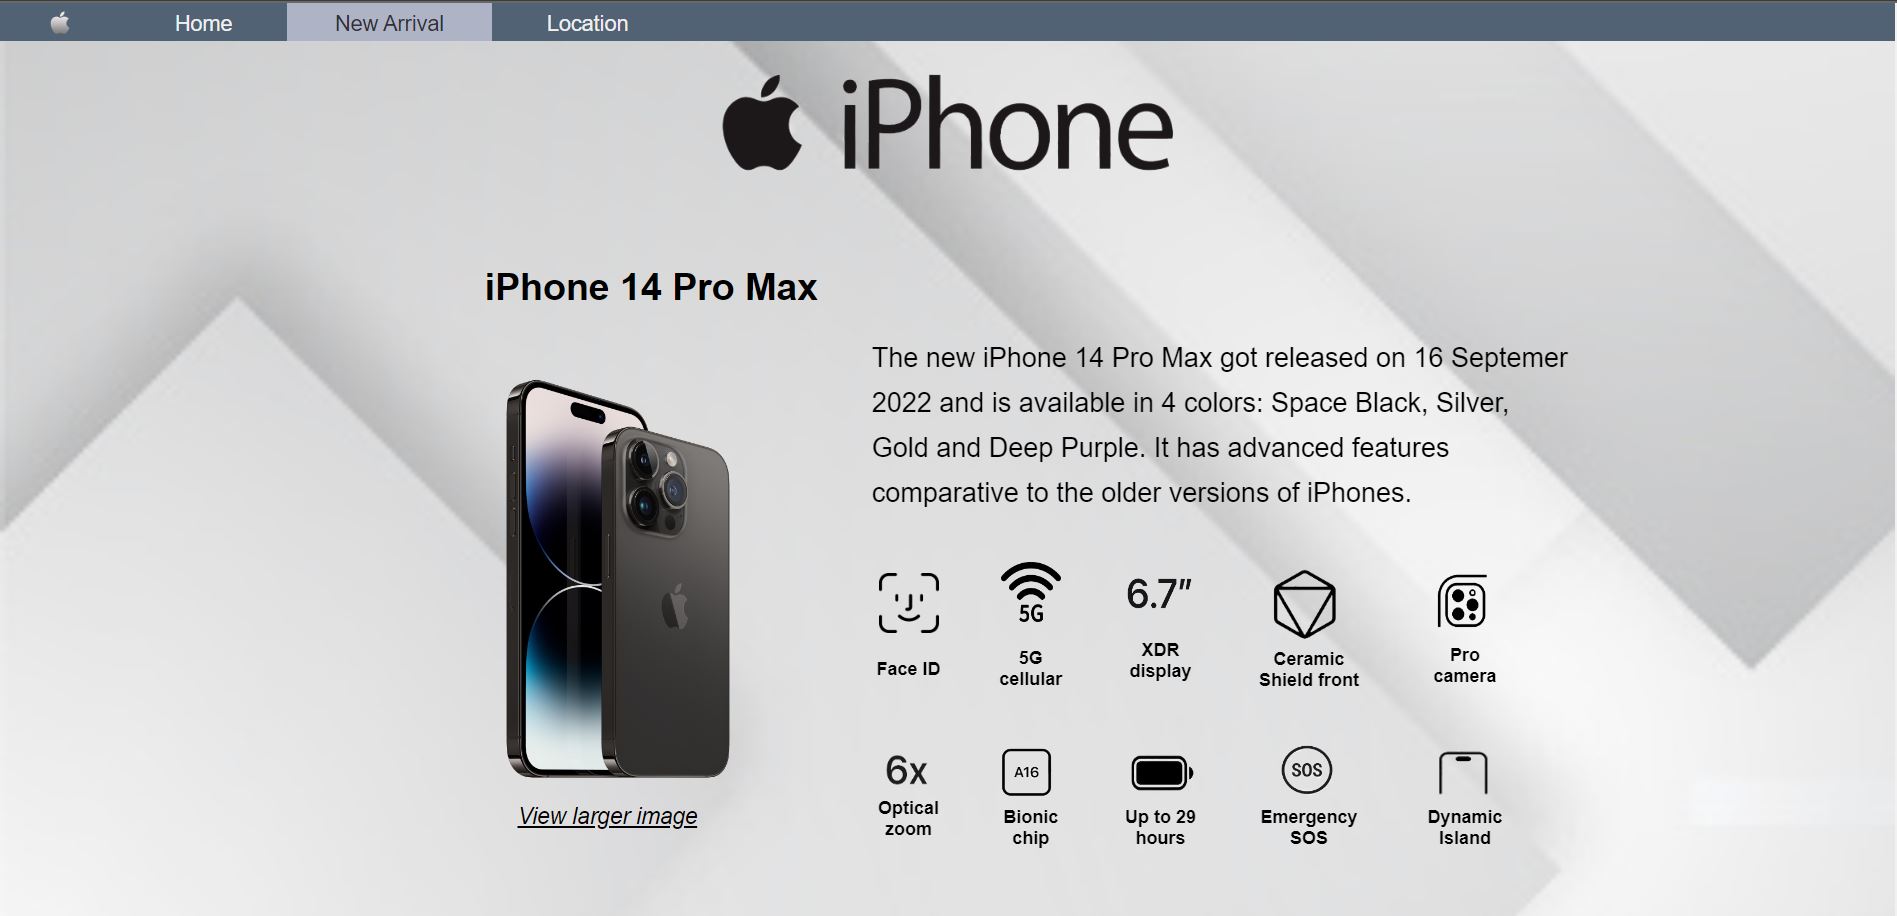 Home New Arrival Location
iPhone
iPhone 14 Pro Max
The new iPhone 14 Pro Max got released on 16 Septemer
2022 and is available in 4 colors: Space Black, Silver,
Gold and Deep Purple. It has advanced features
comparative to the older versions of iPhones.
5G
6.7″
Face ID
5G
cellular
XDR
display
Ceramic
Shield front
Pro
camera
6x
A16
SOS
Optical
zoom
Bionic
chip
Up to 29
hours
Emergency
SOS
Dynamic
Island
View larger image